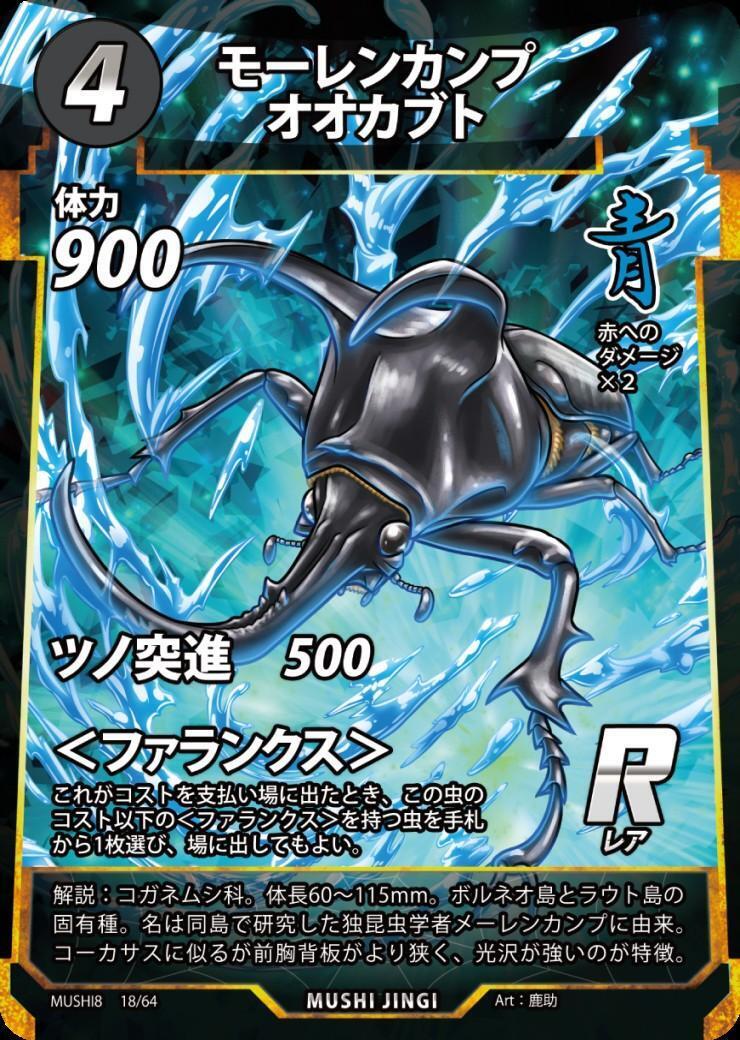 4
モーレンカンプ
オオカブト
体力
900
青
赤への
ダメージ
×2
ツノ突進 500
＜ファランクス＞
これがコストを支払い場に出たとき、この虫の
コスト以下の＜ファランクス＞を持つ虫を手札
から1枚選び、場に出してもよい。
R
レア
解説：コガネムシ科。体長60～115mm。ボルネオ島とラウト島の
固有種。名は同島で研究した独昆虫学者メーレンカンプに由来。
コーカサスに似るが前胸背板がより狭く、光沢が強いのが特徴。
MUSHI8 18/64 MUSHI JINGI Art：鹿助